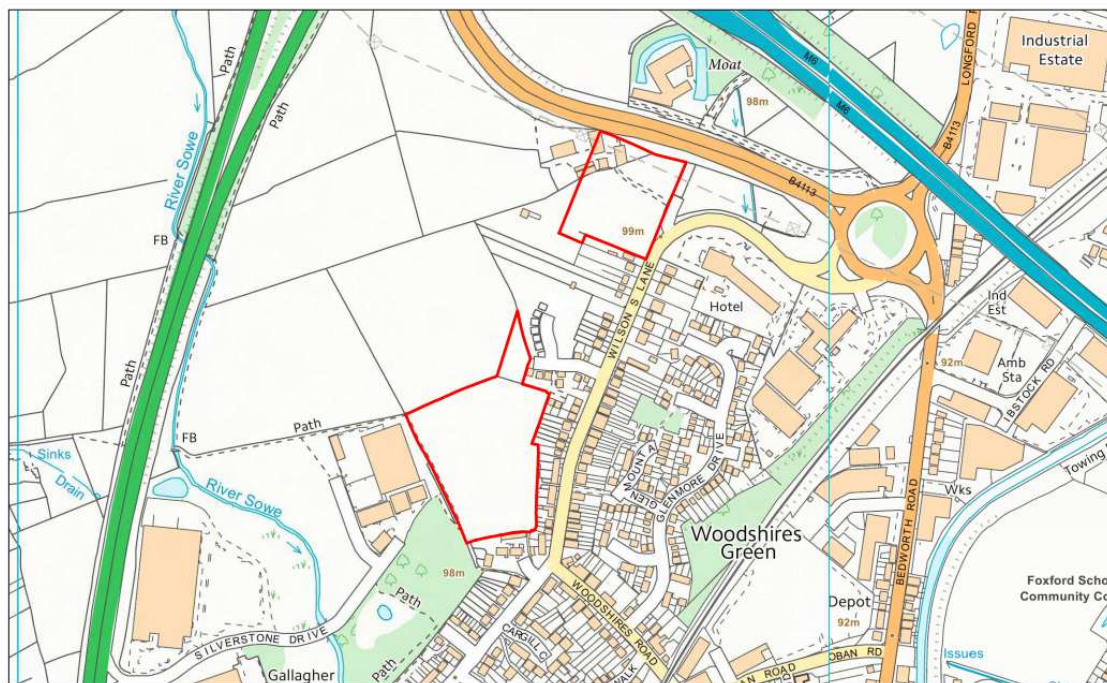 Path
Path
River Sowe
FB
Path
FB
Sinks
Drain
River Sowe
Path
98m
Path
Path
SILVERSTONE DRIVE
Gallagher
Moat
98m
M6
M6
B4113
99m
WILSON S LANE
Hotel
B4113
LONGFORD
Industrial
Estate
Ind
Est
92m
Amb
Sta
BSTOCK RD
Towing
Wks
BEDWORTH ROAD
GLEN
MOUNT A
GLENMORE DRIVE
Woodshires
Green
WOODSHIRES ROAD
CARGILL C
Depot
92m
OBAN RD
ROAD
Issues
Foxford Scho
Community Co